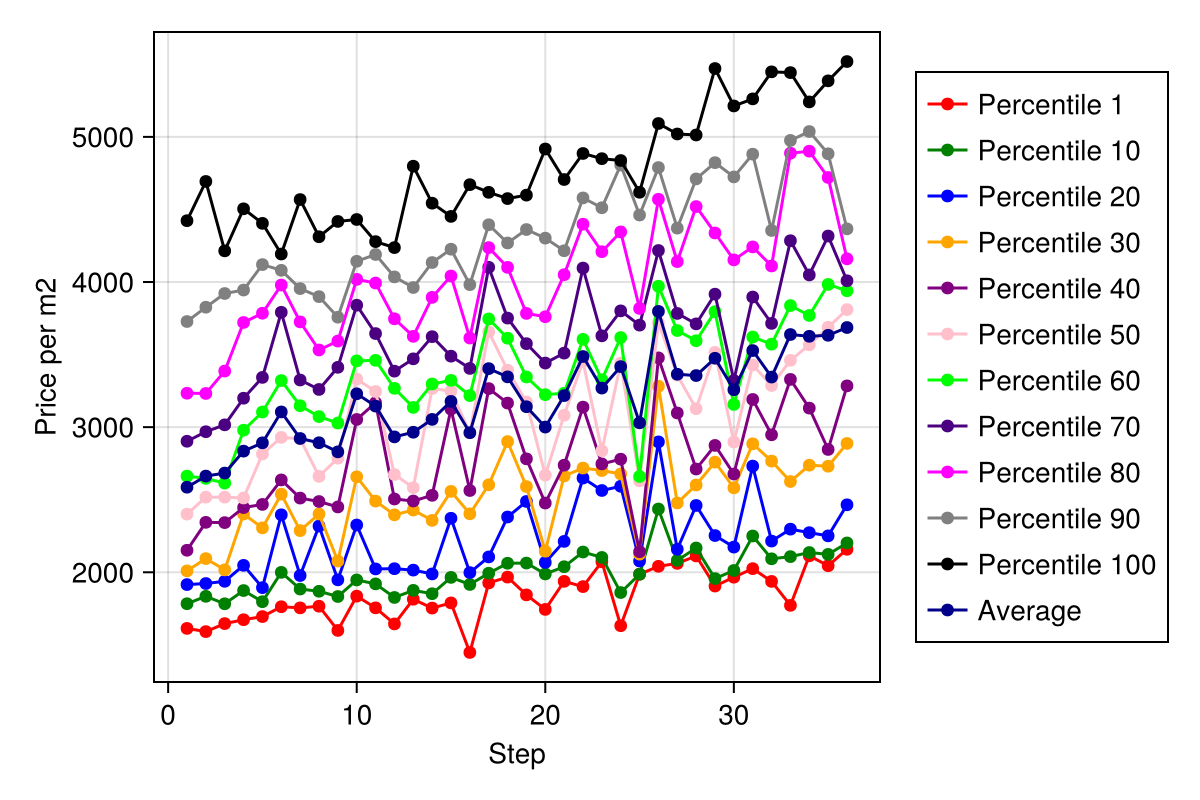 5000
4000
3000
2000
Price per m2
0 10 20 30
Step
Percentile 1
Percentile 10
Percentile 20
Percentile 30
Percentile 40
Percentile 50
Percentile 60
Percentile 70
Percentile 80
Percentile 90
Percentile 100
Average